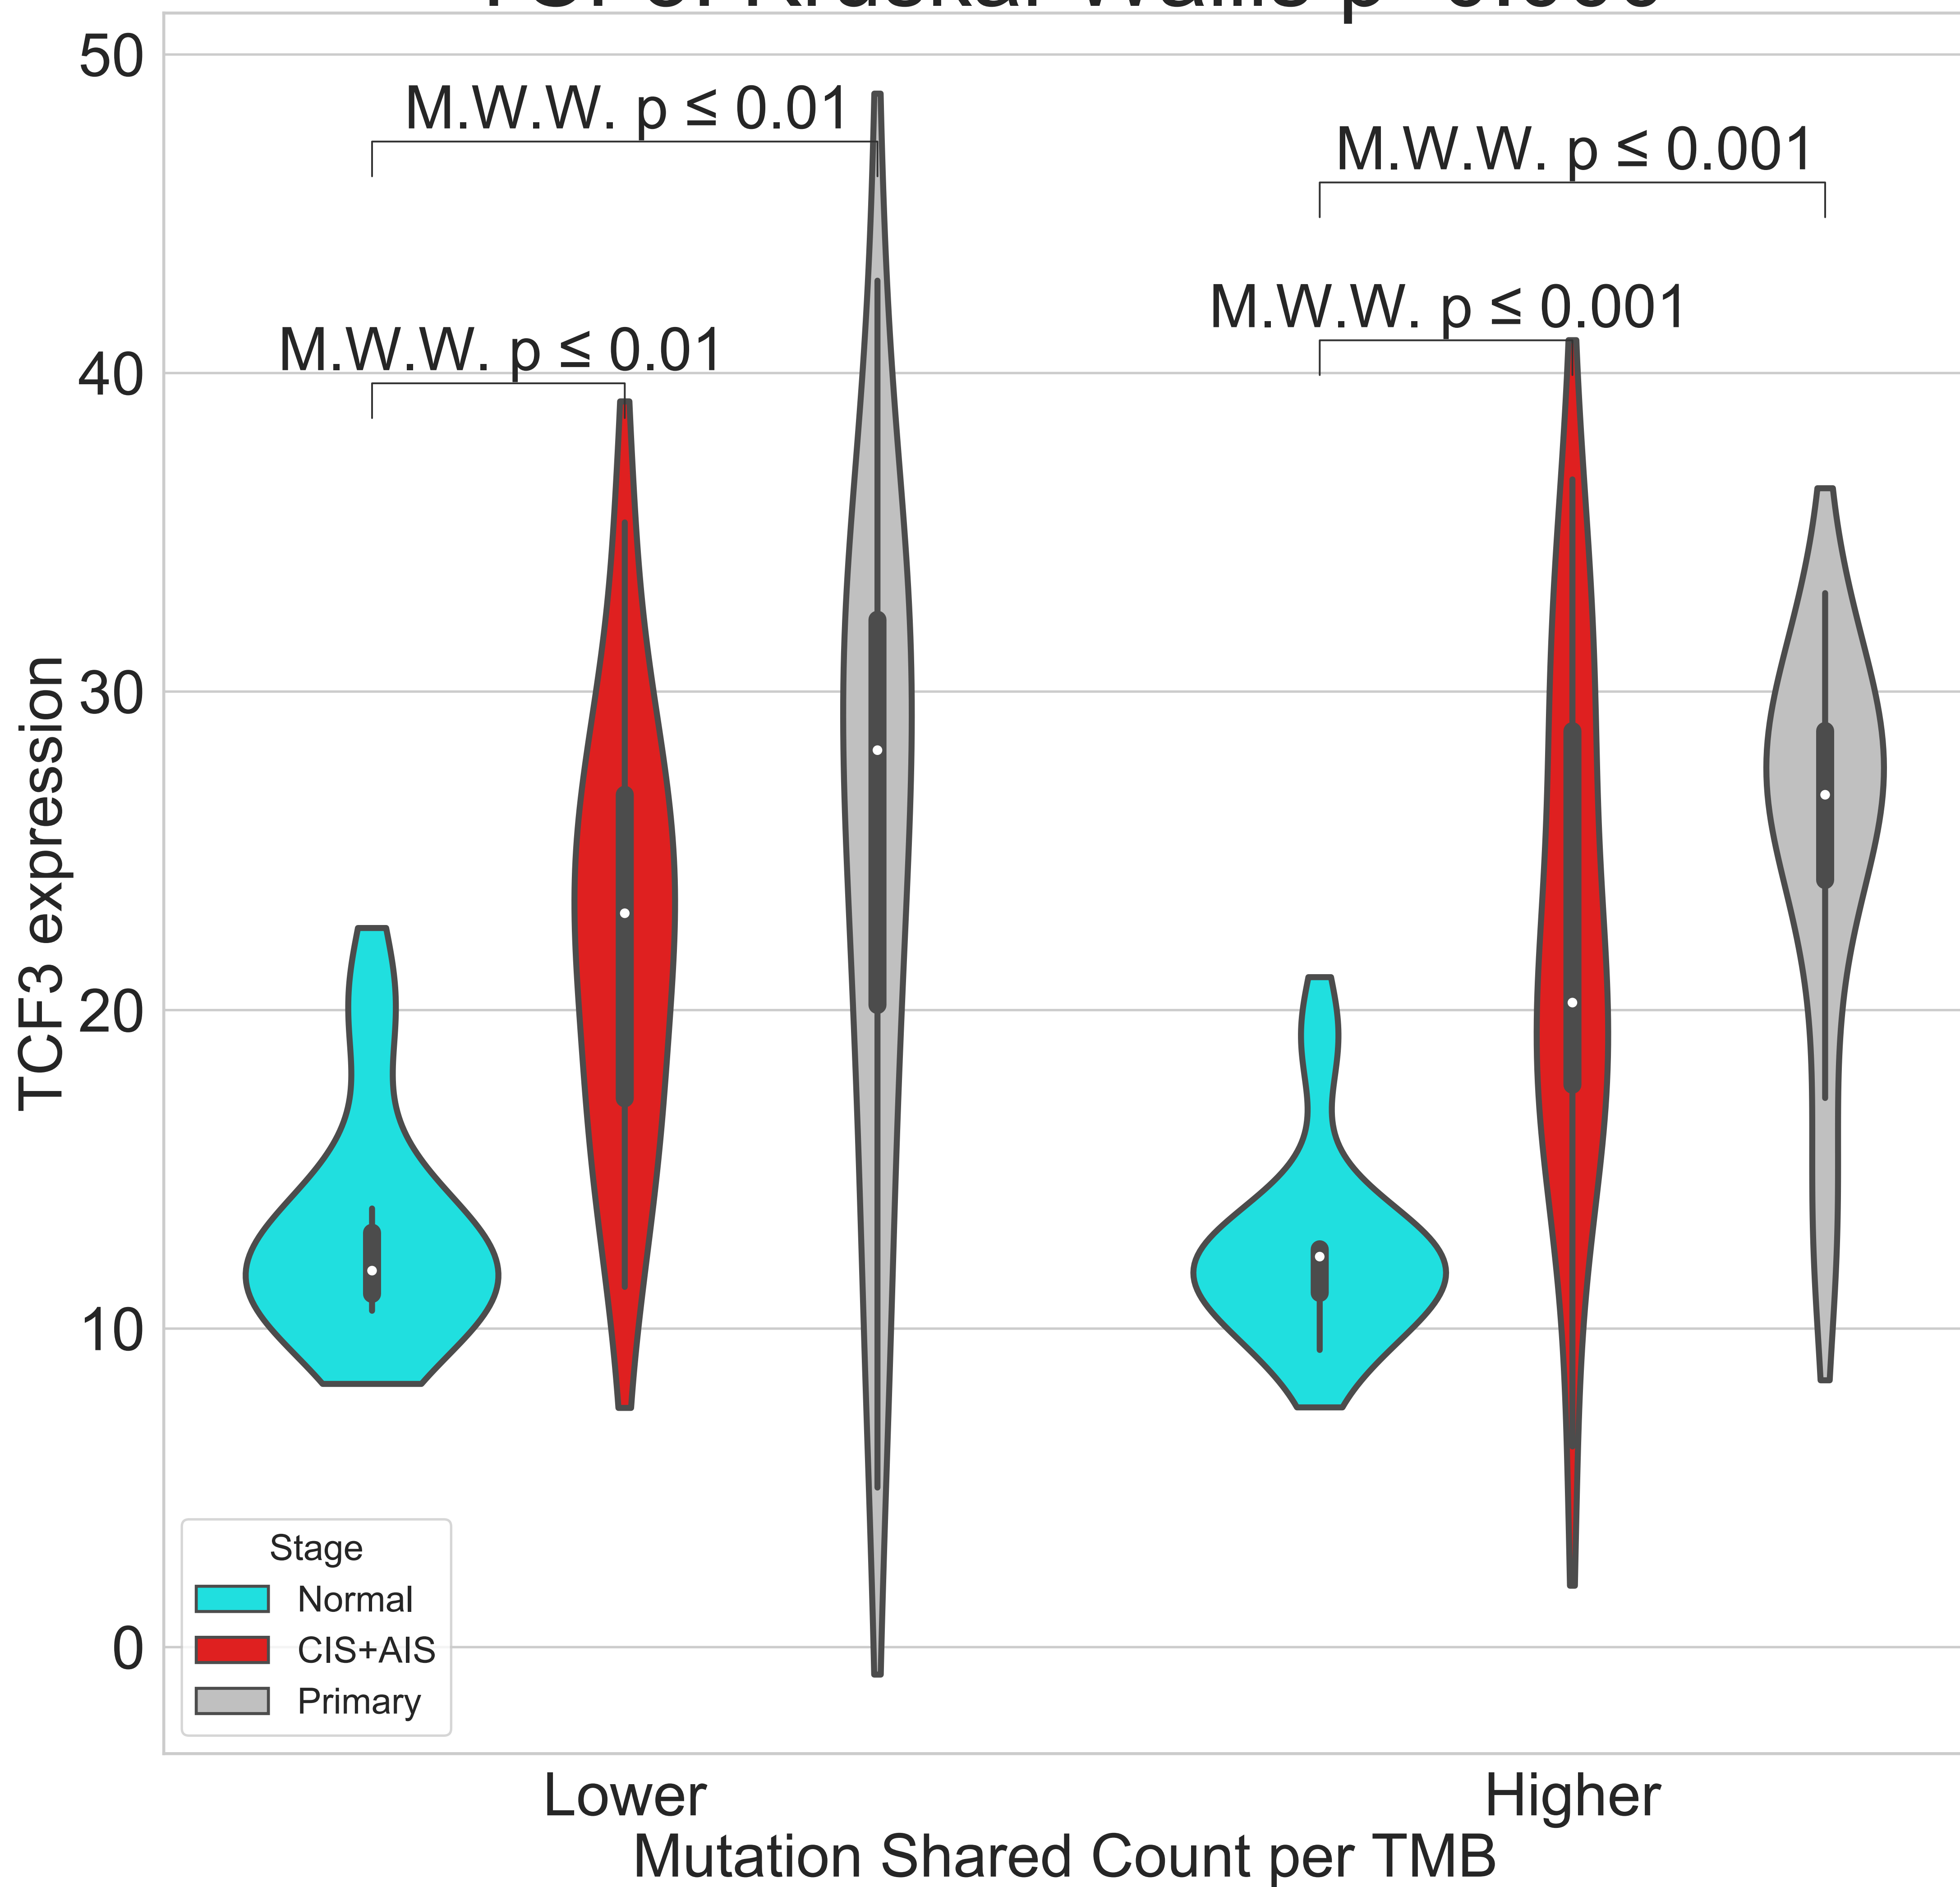 50
M.W.W. p ≤ 0.01
M.W.W. p ≤ 0.001
M.W.W. p ≤ 0.001
M.W.W. p ≤ 0.01
40
30
TCF3 expression
20
10
0
Stage
Normal
CIS+AIS
Primary
Lower
Higher
Mutation Shared Count per TMB